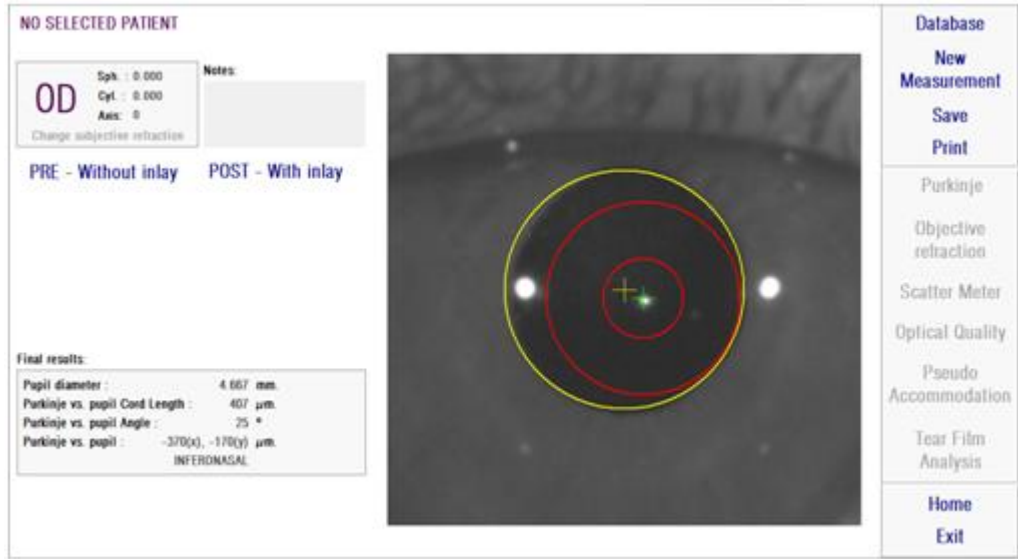 NO SELECTED PATIENT
OD
Sph. : 0.000
Cyl. : 0.000
Axis: 0
Change subjective refraction
Notes:
PRE - Without inlay
POST - With inlay
Final results:
Pupil diameter : 4.667 mm.
Purkinje vs. pupil Cord Length : 407 µm.
Purkinje vs. pupil Angle : 25 °
Purkinje vs. pupil : -370(x), -170(y) µm.
INFERONASAL
Database
New
Measurement
Save
Print
Purkinje
Objective
refraction
Scatter Meter
Optical Quality
Pseudo
Accommodation
Tear Film
Analysis
Home
Exit